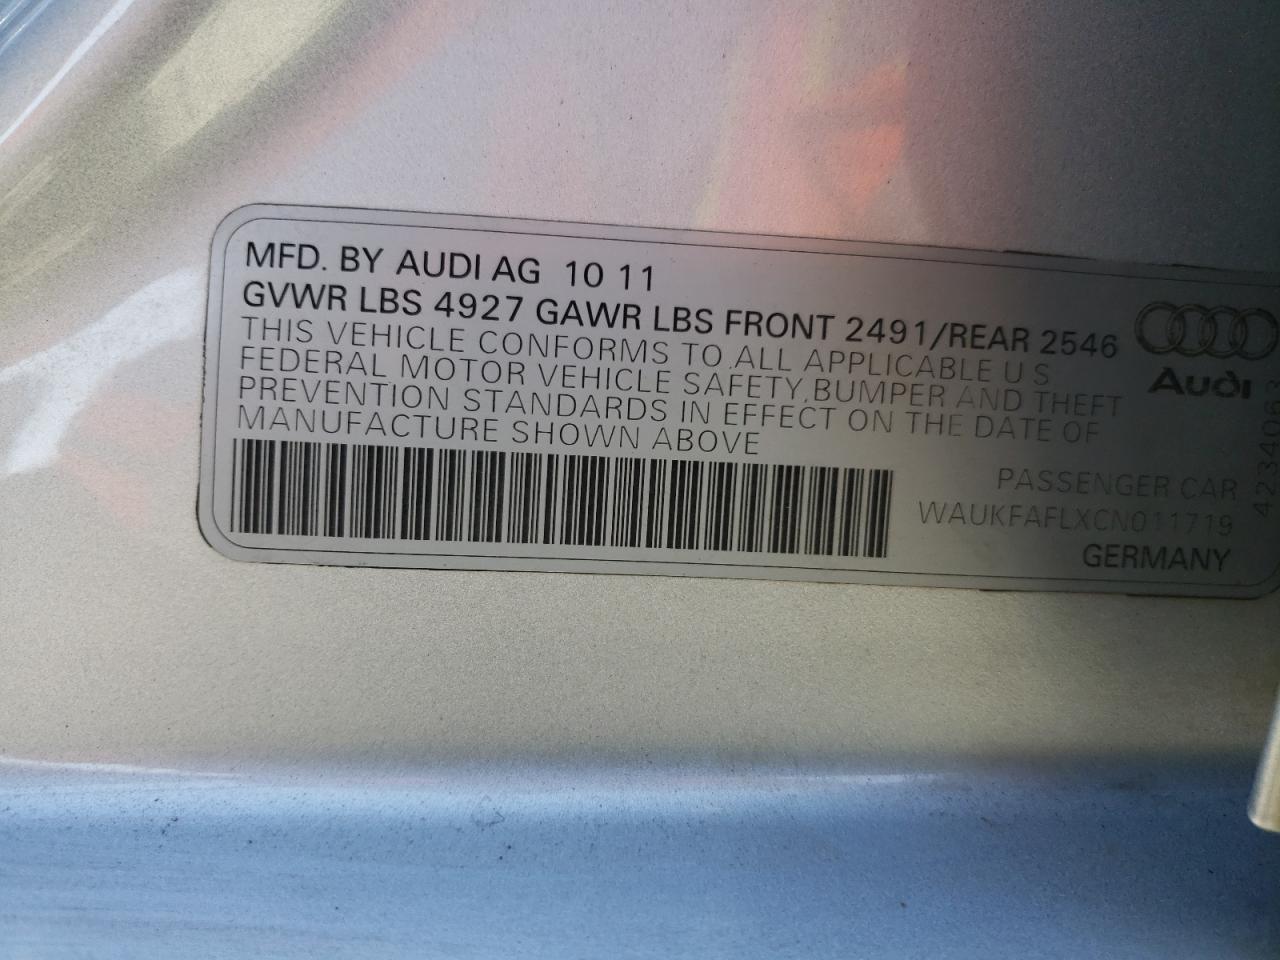 MFD. BY AUDI AG 10 11
GVWR LBS 4927 GAWR LBS FRONT 2491/REAR 2546
THIS VEHICLE CONFORMS TO ALL APPLICABLE U S
FEDERAL MOTOR VEHICLE SAFETY, BUMPER AND THEFT
PREVENTION STANDARDS IN EFFECT ON THE DATE OF
MANUFACTURE SHOWN ABOVE
Audi
PASSENGER CAR
WAUKFAFLXCN011719
GERMANY